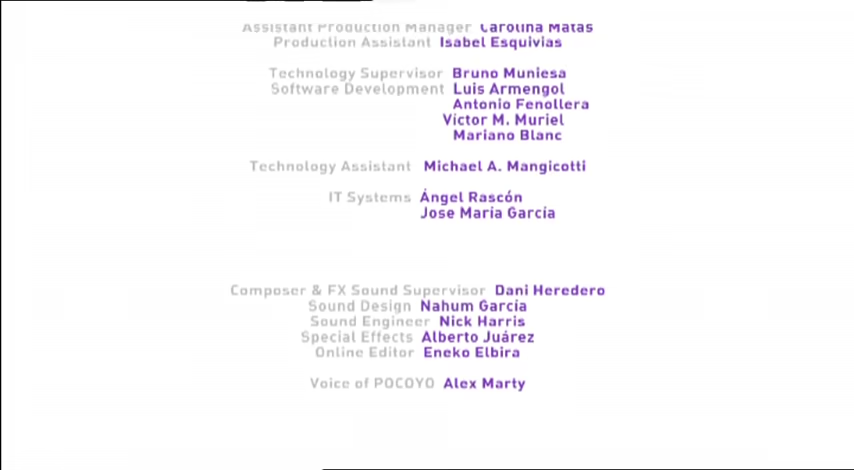 Assistant Production Manager Carolina Matas
Production Assistant Isabel Esquivias
Technology Supervisor Bruno Muniesa
Software Development Luis Armengol
Antonio Fenollera
Víctor M. Muriel
Mariano Blanc
Technology Assistant Michael A. Mangicotti
IT Systems Ángel Rascón
Jose María García
Composer & FX Sound Supervisor Dani Heredero
Sound Design Nahum García
Sound Engineer Nick Harris
Special Effects Alberto Juárez
Online Editor Eneko Elbira
Voice of POCOYO Alex Marty